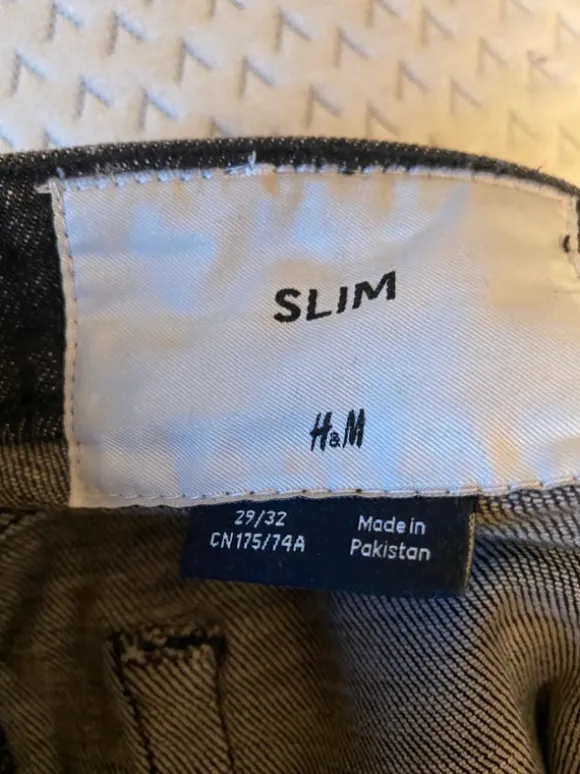 SLIM
H&M
29/32
CN175/74A
Made in
Pakistan